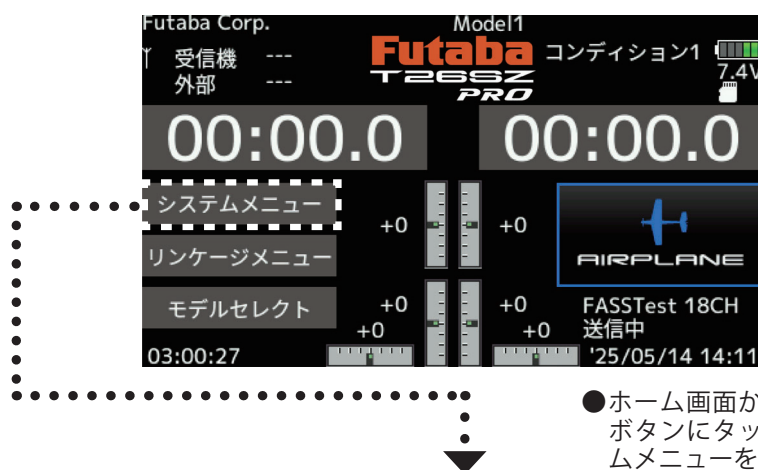 Futaba Corp.
Model1
受信機 ---
外部 ---
Futaba
T26SZ
PRO
コンディション1
7.4V
00:00.0
00:00.0
システムメニュー
リンケージメニュー
モデルセレクト
+0
+0
+0
+0
+0
+0
AIRPLANE
FASSTest 18CH
送信中
03:00:27
'25/05/14 14:11
●ホーム画面か
ボタンにタッ
ムメニューを